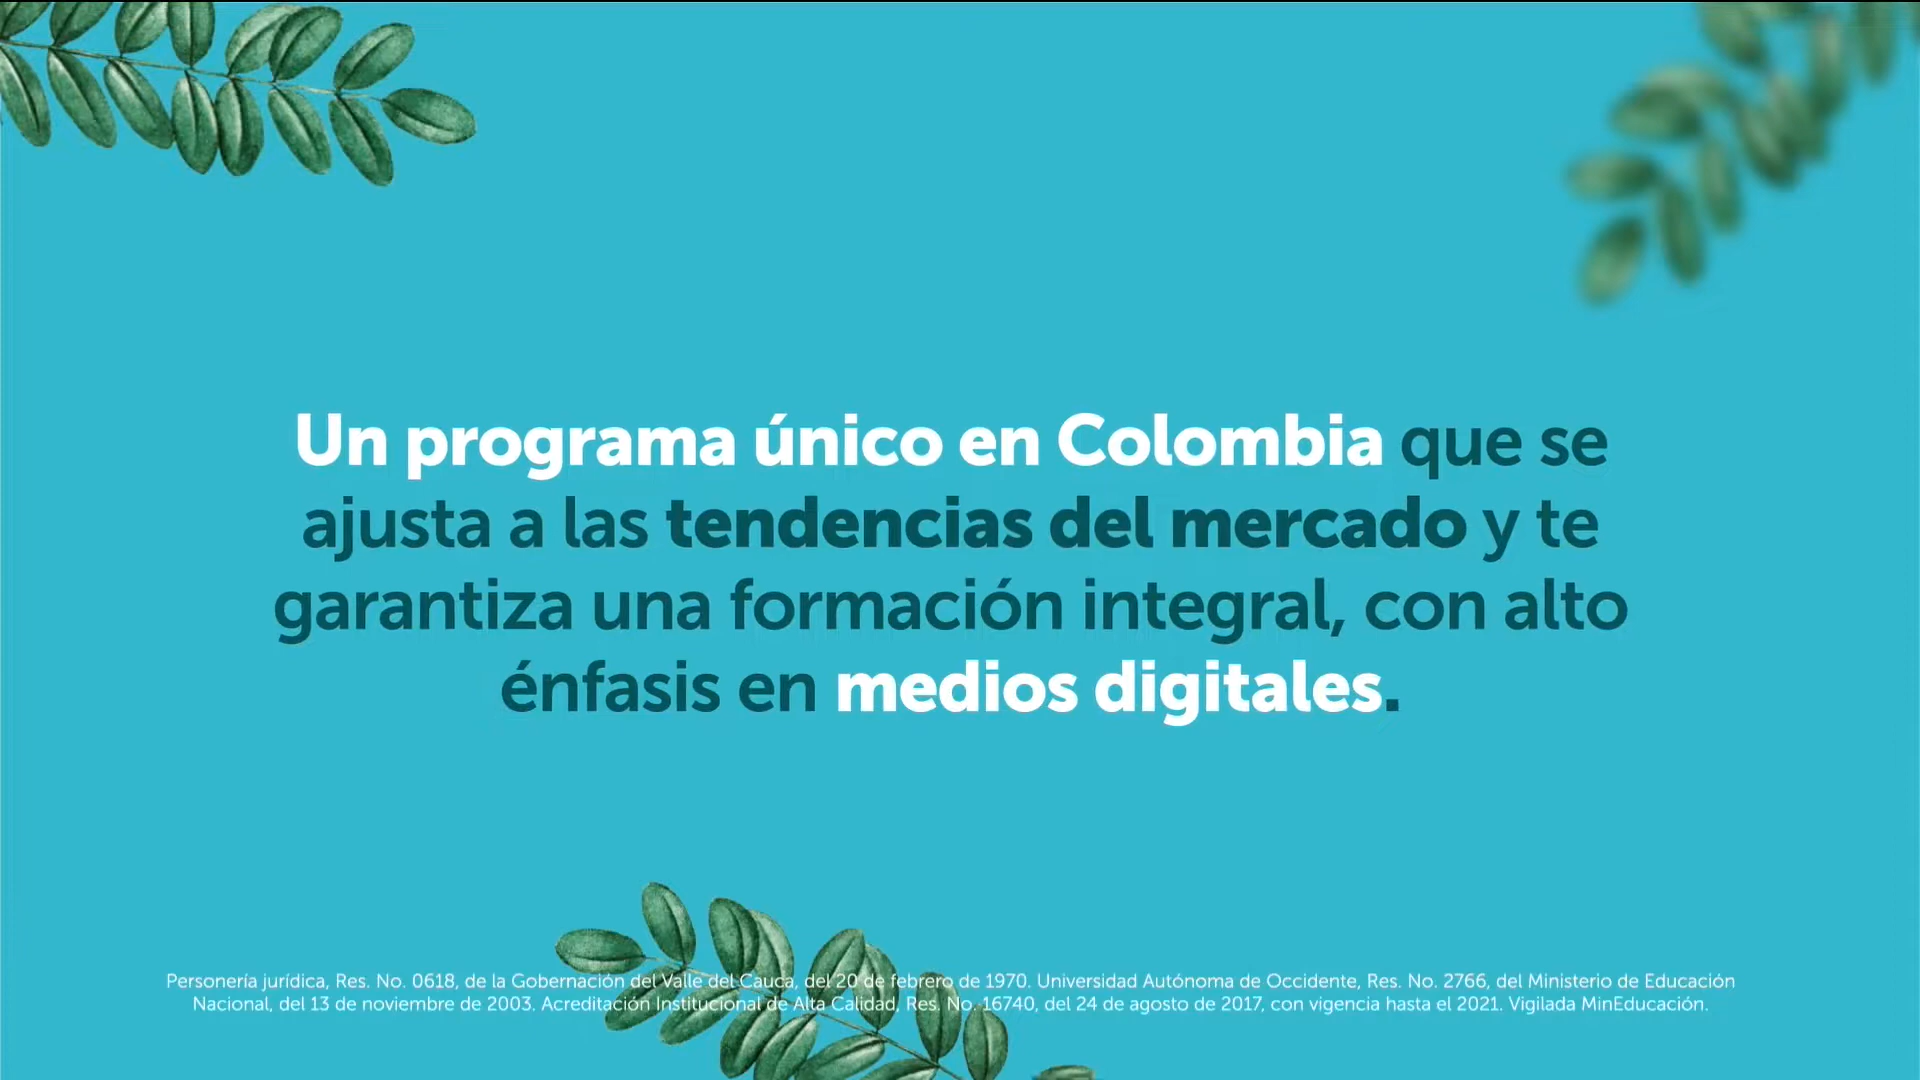 Un programa único en Colombia que se
ajusta a las tendencias del mercado y te
garantiza una formación integral, con alto
énfasis en medios digitales.
Personería jurídica, Res. No. 0618, de la Gobernación del Valle del Cauca, del 20 de febrero de 1970. Universidad Autónoma de Occidente, Res. No. 2766, del Ministerio de Educación
Nacional, del 13 de noviembre de 2003. Acreditación Institucional de Alta Calidad, Res. No. 16740, del 24 de agosto de 2017, con vigencia hasta el 2021. Vigilada MinEducación.